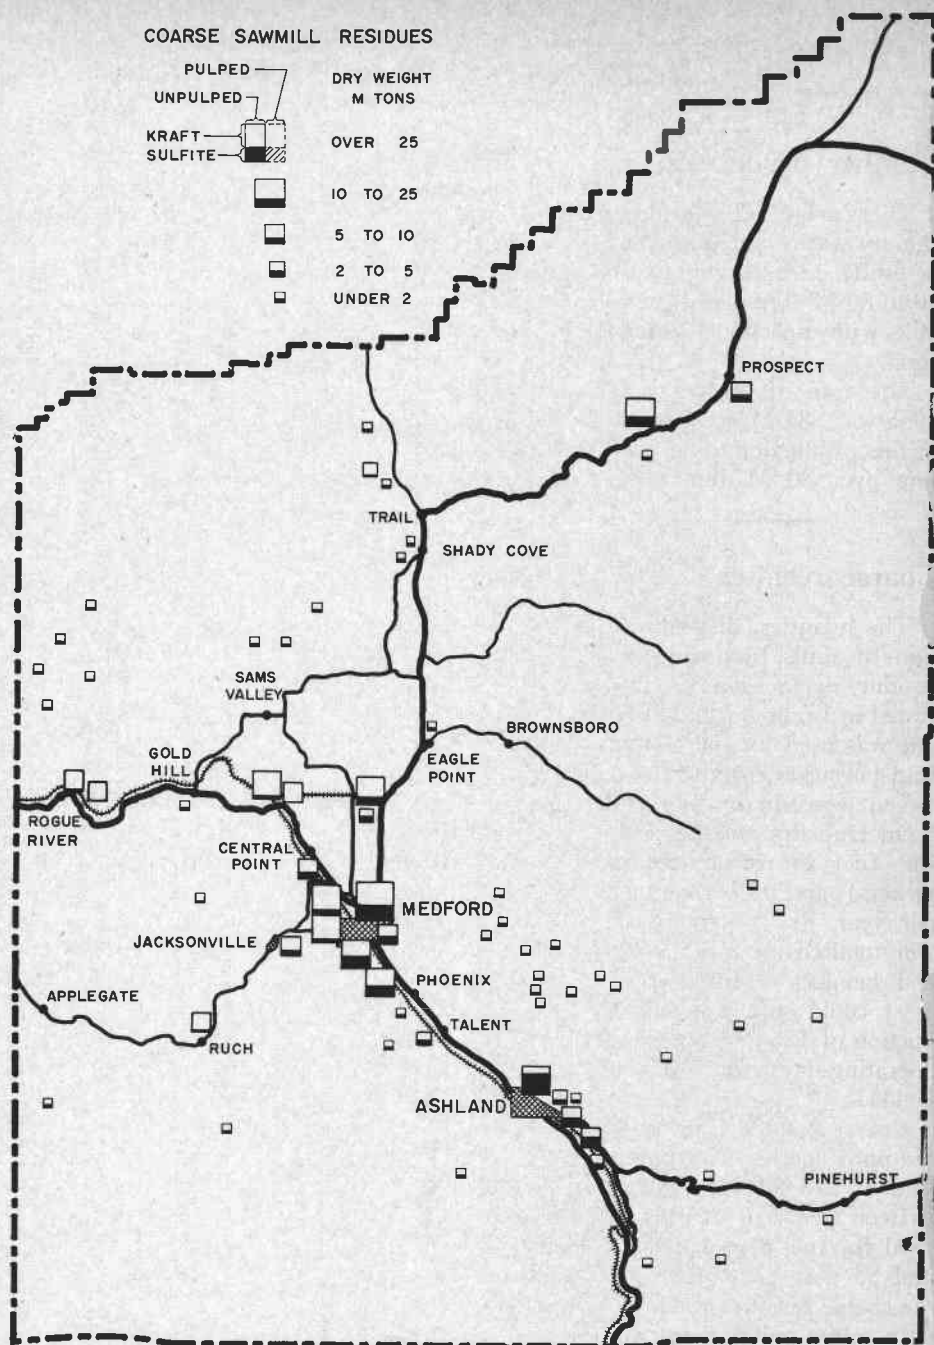 COARSE SAWMILL RESIDUES
PULPED
UNPULPED
DRY WEIGHT
M TONS
KRAFT
SULFITE
OVER 25
10 TO 25
5 TO 10
2 TO 5
UNDER 2
PROSPECT
TRAIL
SHADY COVE
SAMS
VALLEY
BROWNSBORO
GOLD
HILL
EAGLE
POINT
ROGUE
RIVER
CENTRAL
POINT
MEDFORD
JACKSONVILLE
APPLEGATE
PHOENIX
RUCH
TALENT
ASHLAND
PINEHURST